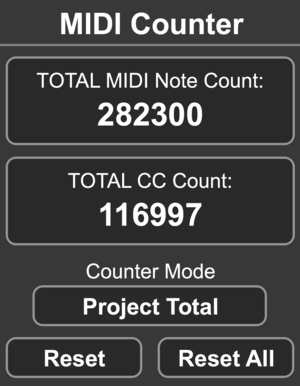 MIDI Counter
TOTAL MIDI Note Count:
282300
TOTAL CC Count:
116997
Counter Mode
Project Total
Reset
Reset All